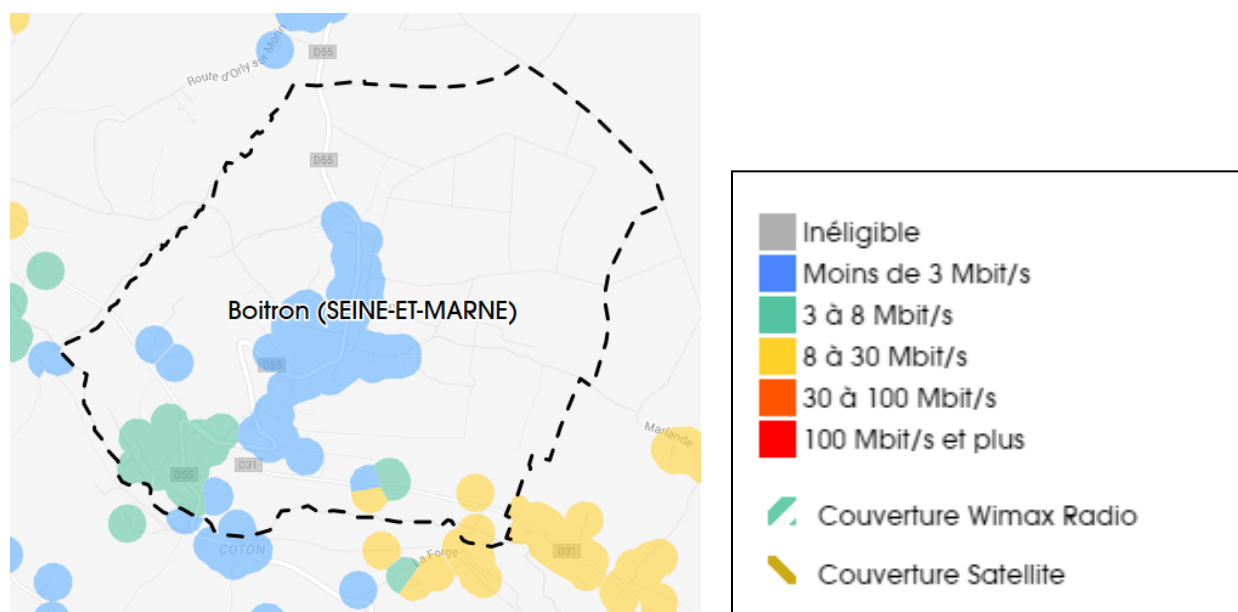 D55
Route d'Orly sur Morin
D55
Boitron (SEINE-ET-MARNE)
D55
Marlande
D31
D55
COTON
La Forge
D31
Inéligible
Moins de 3 Mbit/s
3 à 8 Mbit/s
8 à 30 Mbit/s
30 à 100 Mbit/s
100 Mbit/s et plus
Couverture Wimax Radio
Couverture Satellite